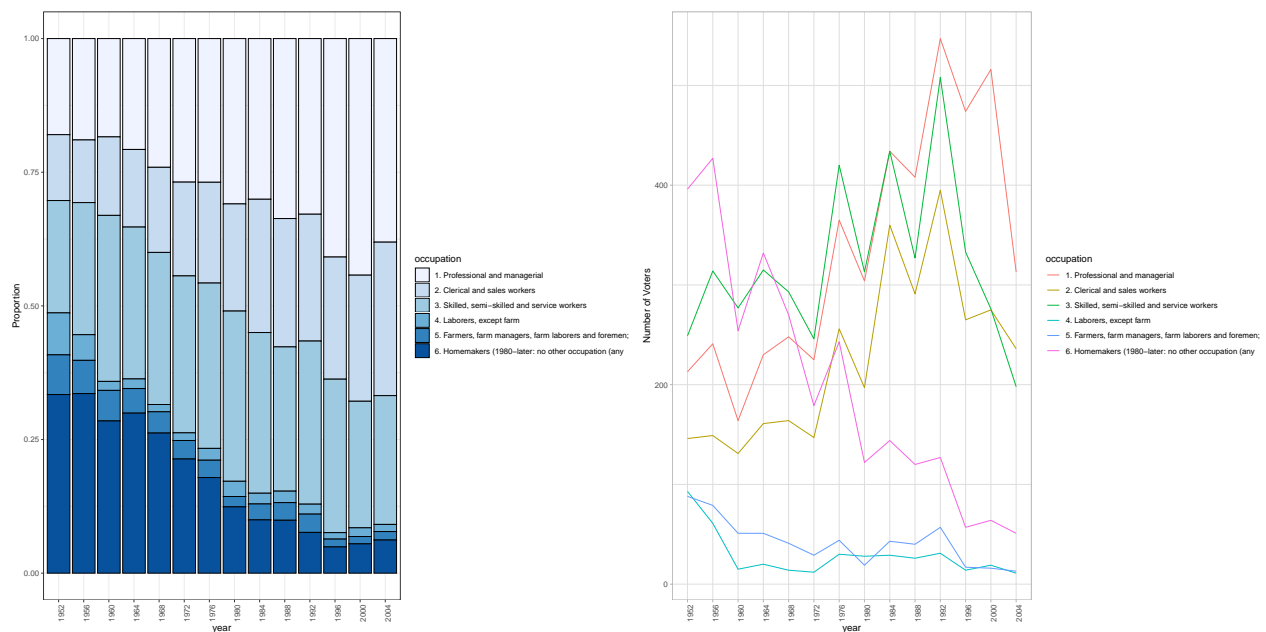 1.00
0.75
0.50
0.25
0.00
Proportion
1952
1956
1960
1964
1968
1972
1976
1980
1984
1988
1992
1996
2000
2004
year
occupation
1. Professional and managerial
2. Clerical and sales workers
3. Skilled, semi−skilled and service workers
4. Laborers, except farm
5. Farmers, farm managers, farm laborers and foremen;
6. Homemakers (1980−later: no other occupation (any
400
200
0
Number of Voters
1952
1956
1960
1964
1968
1972
1976
1980
1984
1988
1992
1996
2000
2004
year
occupation
1. Professional and managerial
2. Clerical and sales workers
3. Skilled, semi−skilled and service workers
4. Laborers, except farm
5. Farmers, farm managers, farm laborers and foremen;
6. Homemakers (1980−later: no other occupation (any